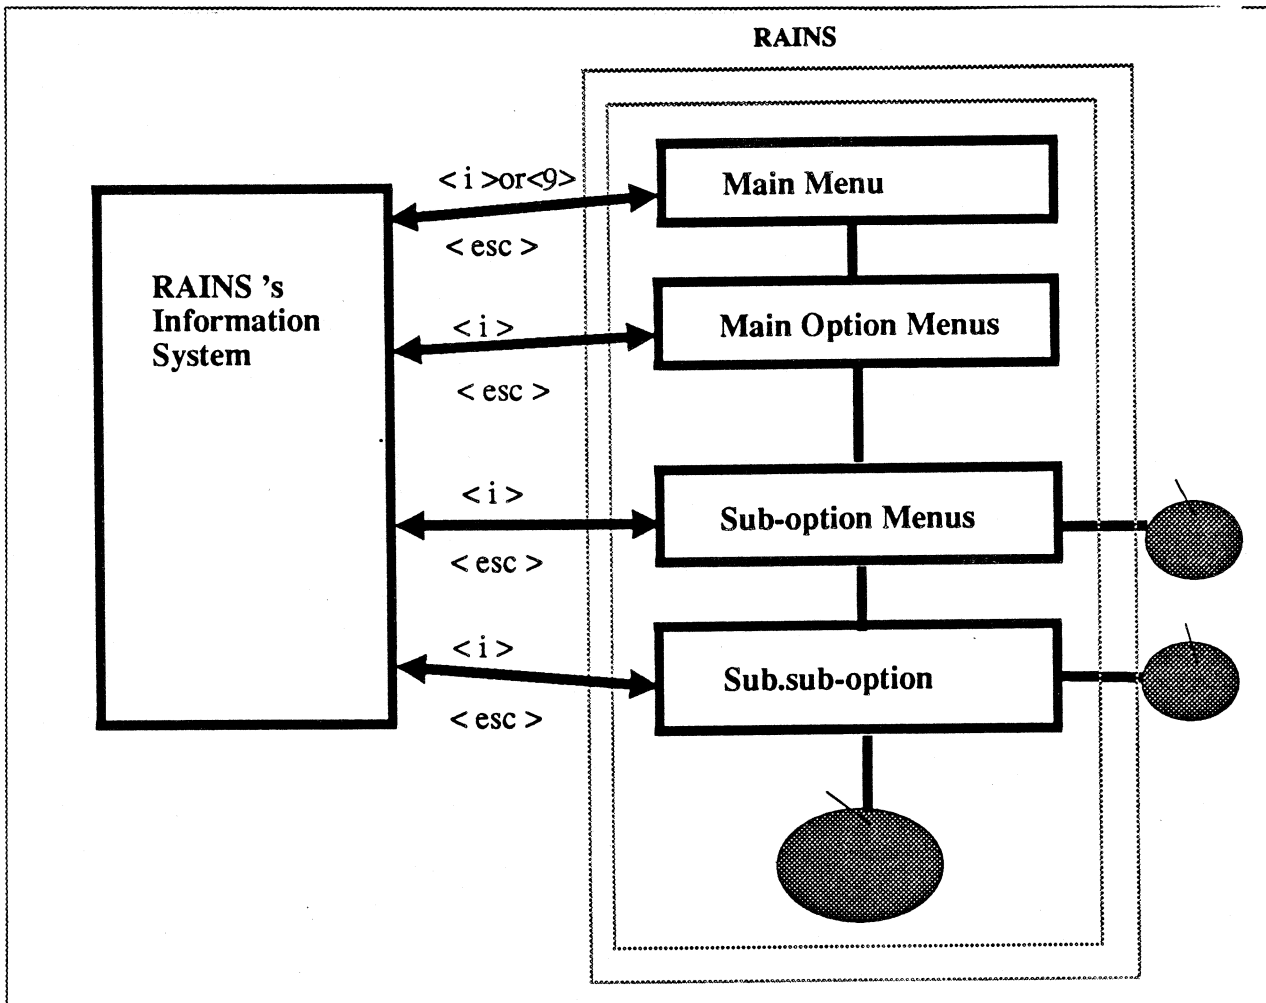 RAINS
<i>or<9>
Main Menu
<esc>
RAINS 's
Information
System
<i>
Main Option Menus
<esc>
<i>
Sub-option Menus
<esc>
<i>
Sub.sub-option
<esc>